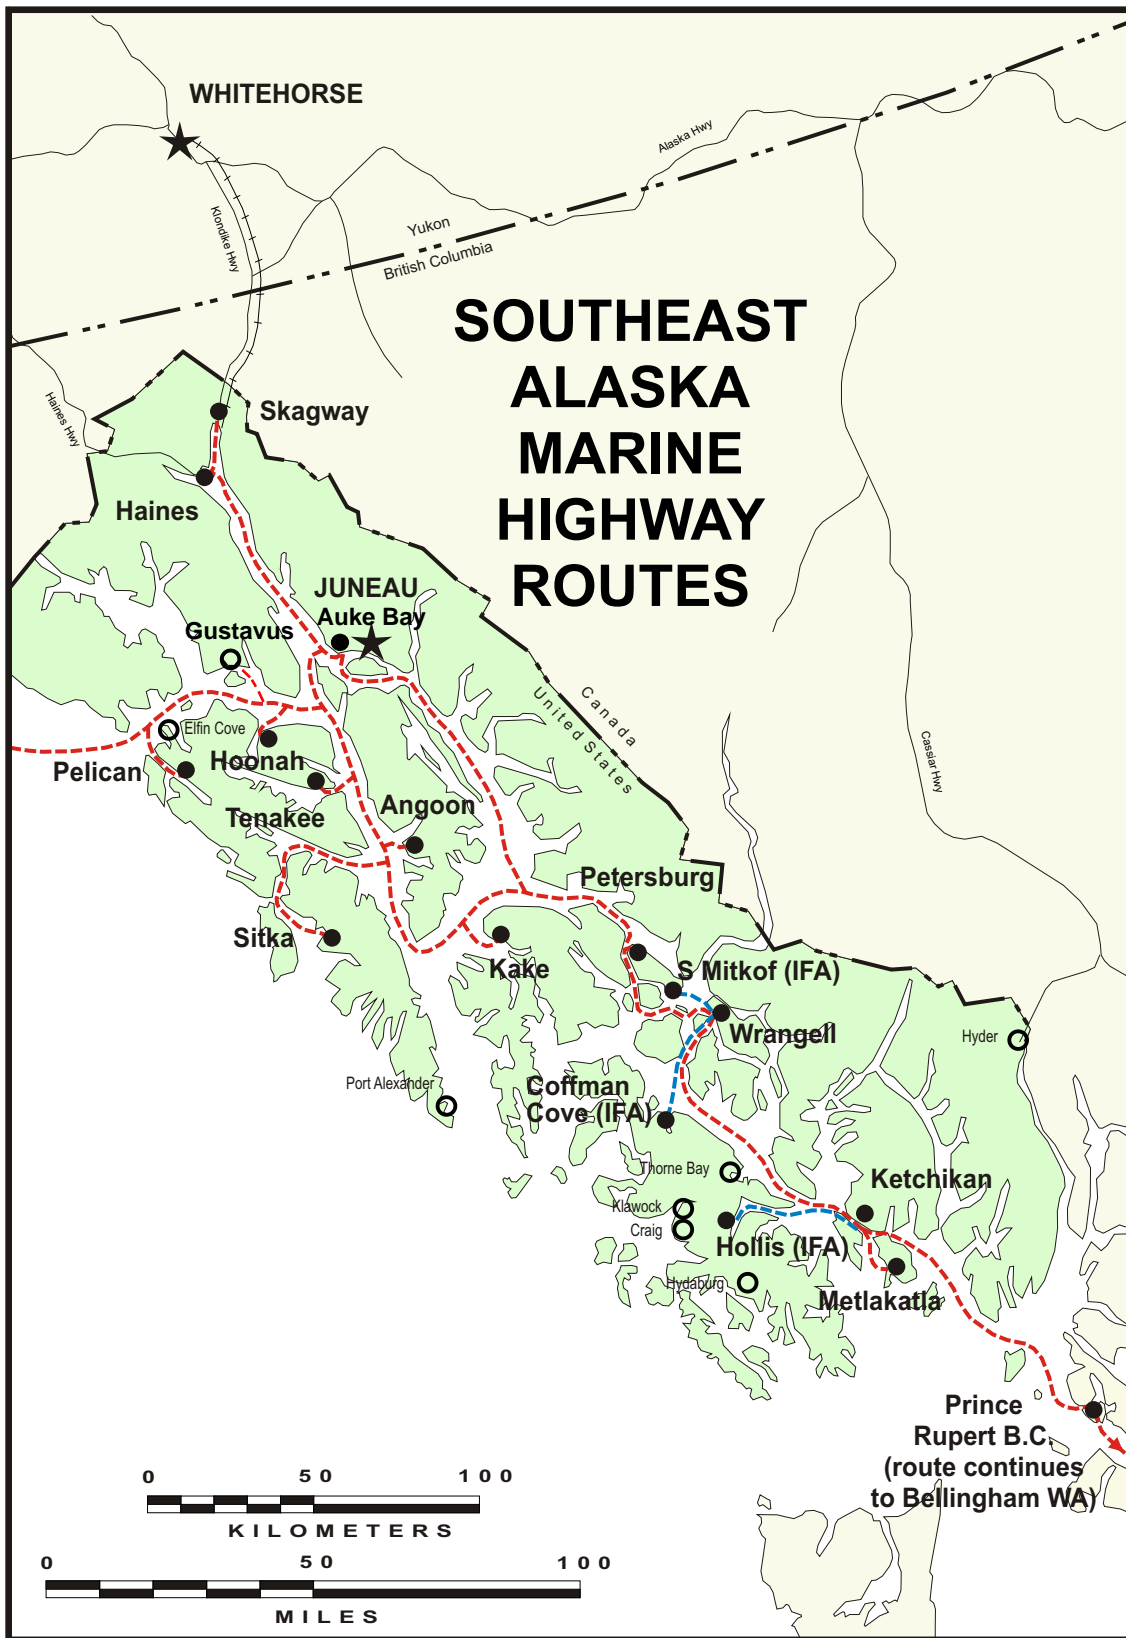 WHITEHORSE
Alaska Hwy
Klondike Hwy
Yukon
British Columbia
SOUTHEAST
ALASKA
MARINE
HIGHWAY
ROUTES
Haines Hwy
Skagway
Haines
JUNEAU
Auke Bay
Gustavus
Canada
United States
Elfin Cove
Cassiar Hwy
Pelican
Hoonah
Tenakee
Angoon
Petersburg
Sitka
Kake
S Mitkof (IFA)
Wrangell
Hyder
Port Alexander
Coffman
Cove (IFA)
Thorne Bay
Ketchikan
Klawock
Craig
Hollis (IFA)
Hydaburg
Metlakatla
Prince
Rupert B.C.
(route continues
to Bellingham WA)
0 50 100
KILOMETERS
0 50 100
MILES